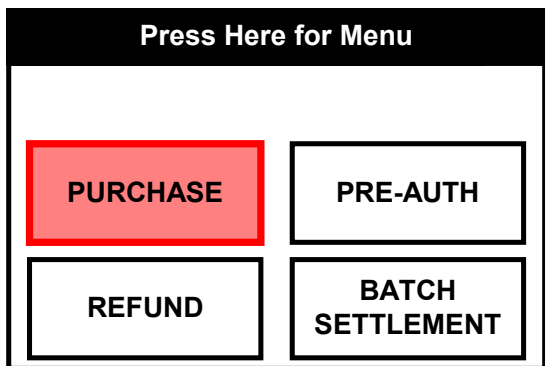 Press Here for Menu
PURCHASE
PRE-AUTH
REFUND
BATCH
SETTLEMENT